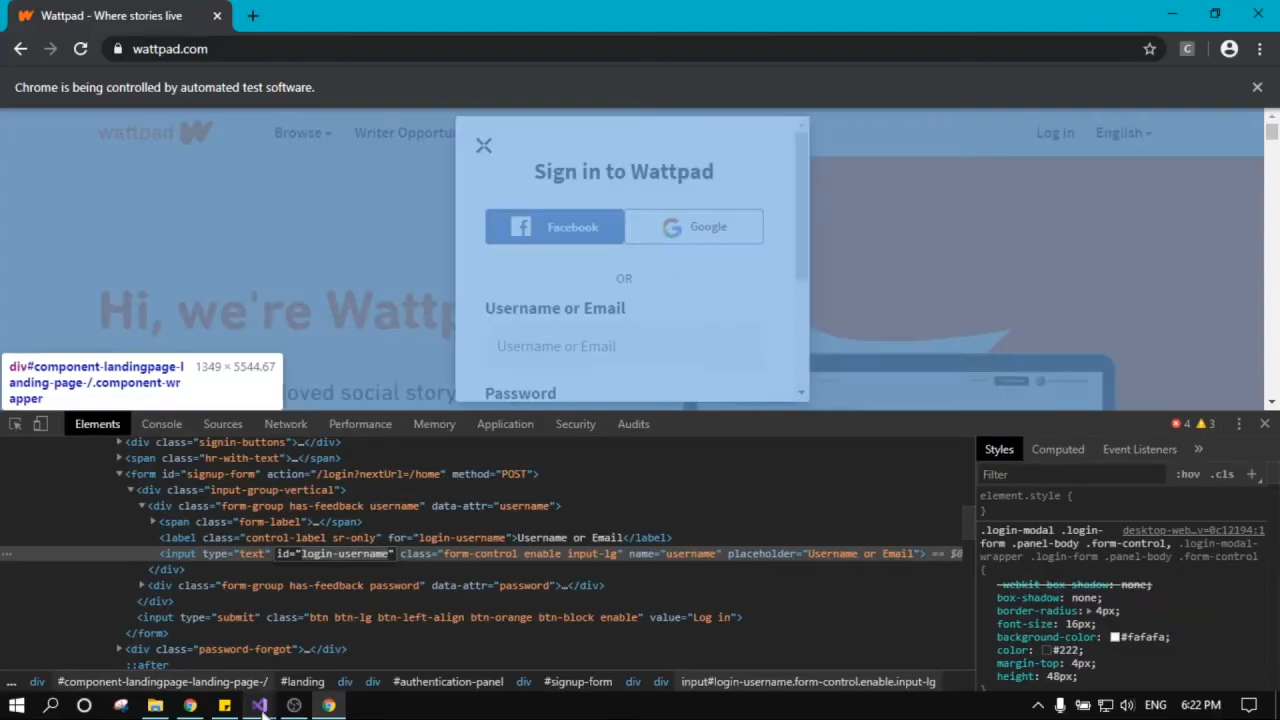 Wattpad - Where stories live
wattpad.com
Chrome is being controlled by automated test software.
wattpad
Browse
Writer Opportu
Log in
English
Sign in to Wattpad
Facebook
Google
OR
Username or Email
Username or Email
Password
Hi, we're Wattp
loved social story
div#component-landingpage-l
anding-page-/.component-wr
apper
1349 × 5544.67
Elements Console Sources Network Performance Memory Application Security Audits
4 3
<div class="signin-buttons">…</div>
<span class="hr-with-text">…</span>
<form id="signup-form" action="/login?nextUrl=/home" method="POST">
<div class="input-group-vertical">
<div class="form-group has-feedback username" data-attr="username">
<span class="form-label">…</span>
<label class="control-label sr-only" for="login-username">Username or Email</label>
<input type="text" id="login-username" class="form-control enable input-lg" name="username" placeholder="Username or Email"> == $0
</div>
<div class="form-group has-feedback password" data-attr="password">…</div>
</div>
<input type="submit" class="btn btn-lg btn-left-align btn-orange btn-block enable" value="Log in">
</form>
<div class="password-forgot">…</div>
::after
... div #component-landingpage-landing-page-/ #landing div div #authentication-panel div #signup-form div div input#login-username.form-control.enable.input-lg
Styles Computed Event Listeners »
Filter :hov .cls +
element.style {
}
.login-modal .login- desktop-web…v=0c12194:1
form .panel-body .form-control, .login-modal-
wrapper .login-form .panel-body .form-control
{
-webkit-box-shadow: none;
box-shadow: none;
border-radius: 4px;
font-size: 16px;
background-color: #fafafa;
color: #222;
margin-top: 4px;
height: 48px;
ENG 6:22 PM